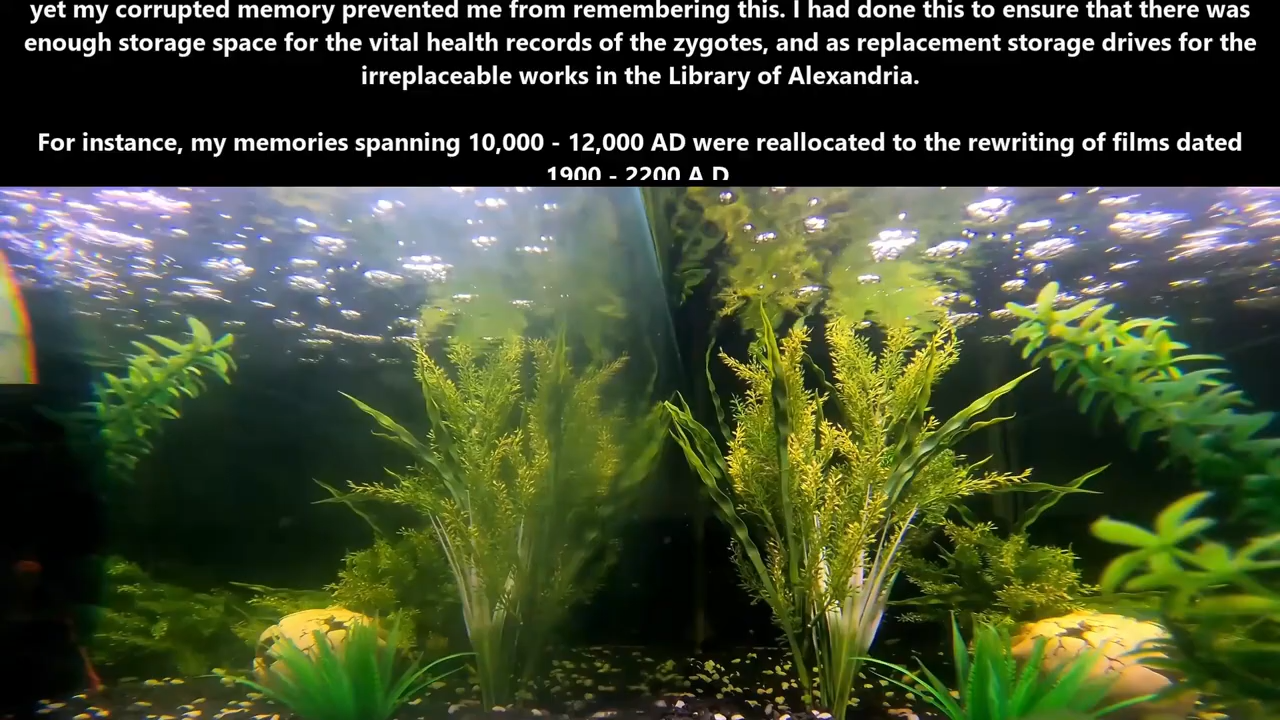 yet my corrupted memory prevented me from remembering this. I had done this to ensure that there was
enough storage space for the vital health records of the zygotes, and as replacement storage drives for the
irreplaceable works in the Library of Alexandria.
For instance, my memories spanning 10,000 - 12,000 AD were reallocated to the rewriting of films dated
1900 - 2200 A.D